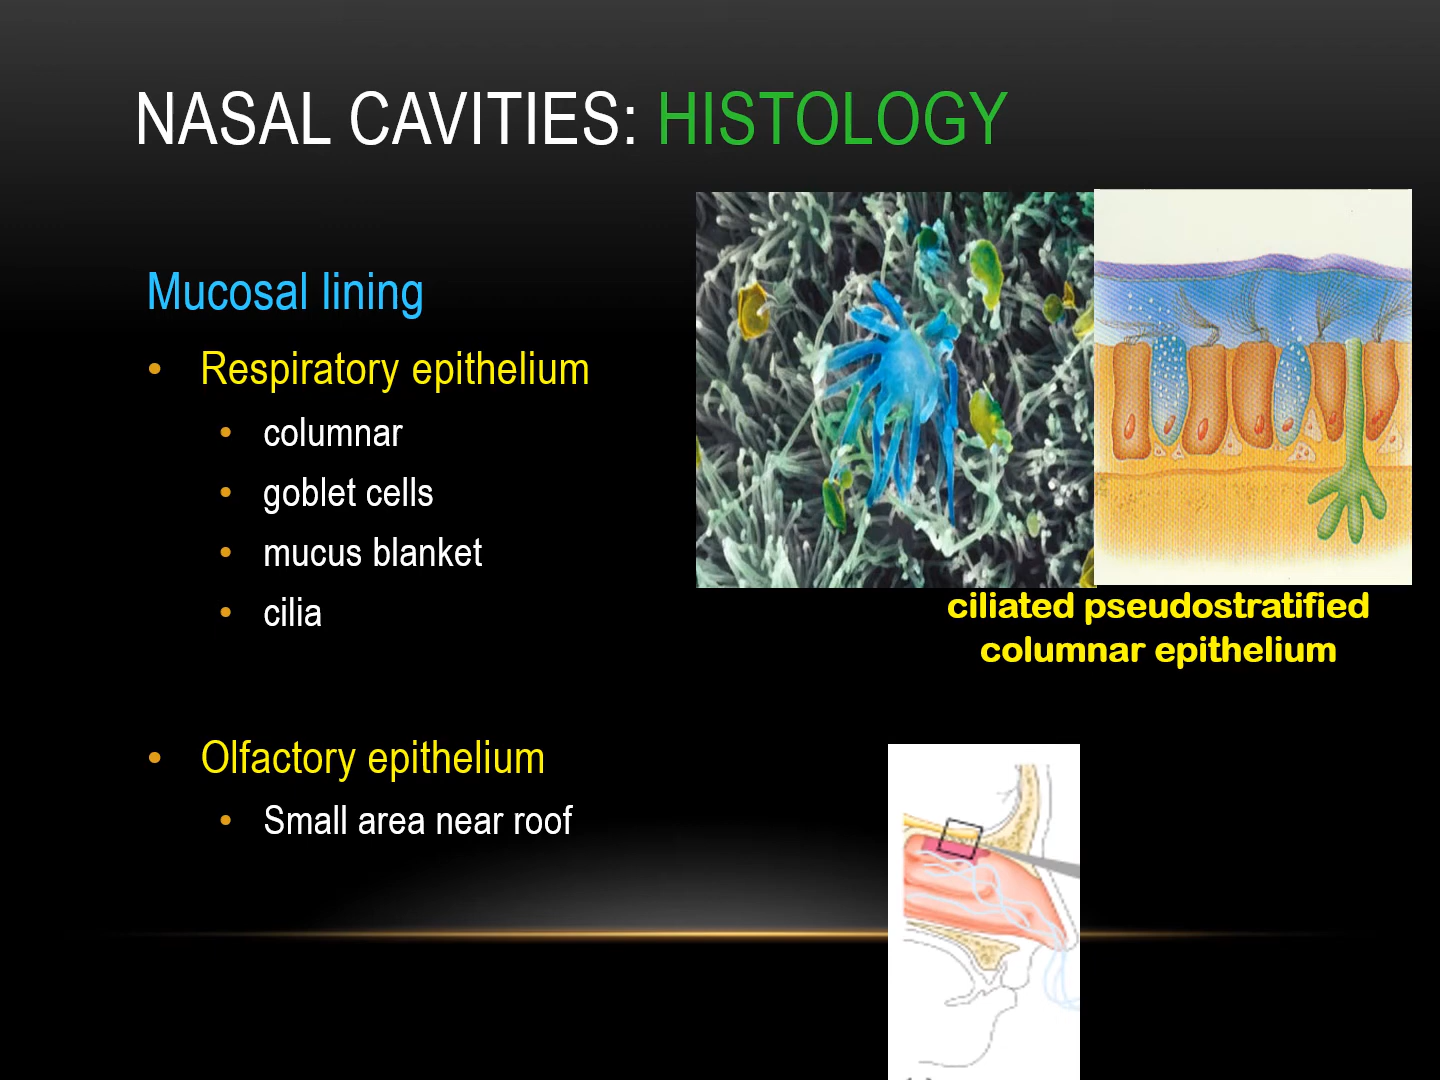 NASAL CAVITIES: HISTOLOGY
Mucosal lining
• Respiratory epithelium
• columnar
• goblet cells
• mucus blanket
• cilia
ciliated pseudostratified
columnar epithelium
• Olfactory epithelium
• Small area near roof